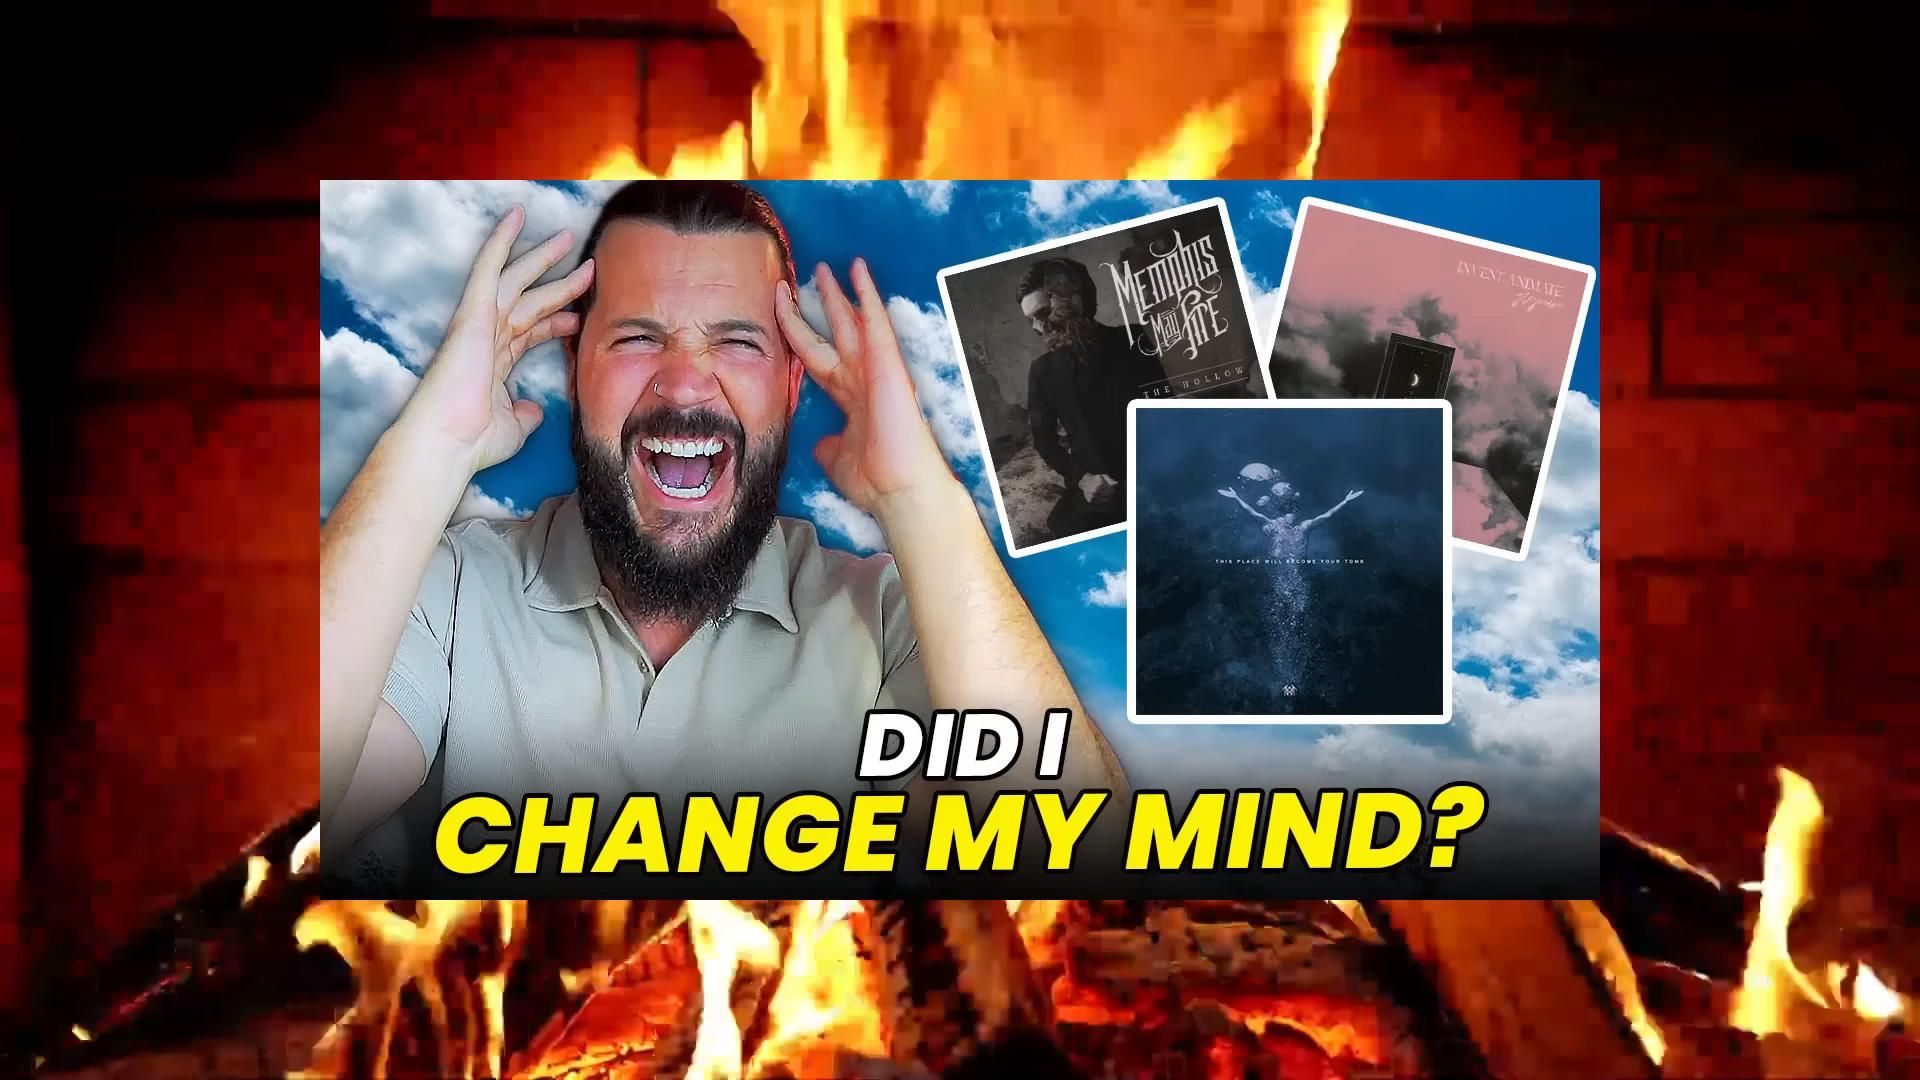 MEMPHIS
MAY FIRE
THE HOLLOW
INVENT ANIMATE
THIS PLACE WILL BECOME YOUR TOMB
DID I
CHANGE MY MIND?